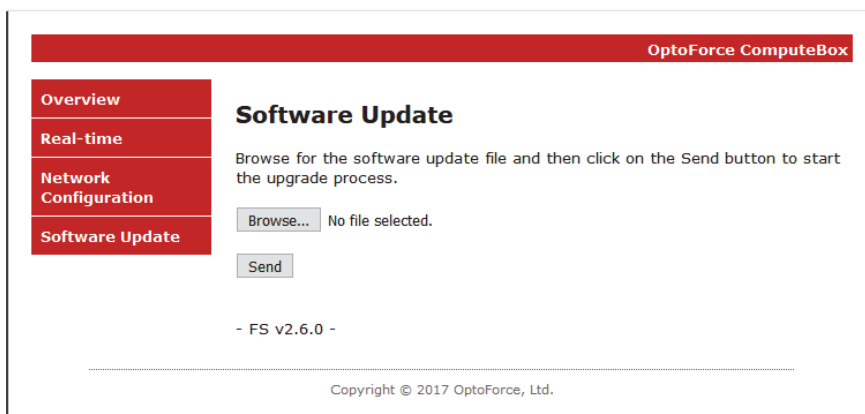 OptoForce ComputeBox
Overview
Real-time
Network
Configuration
Software Update
Software Update
Browse for the software update file and then click on the Send button to start
the upgrade process.
Browse... No file selected.
Send
- FS v2.6.0 -
Copyright © 2017 OptoForce, Ltd.